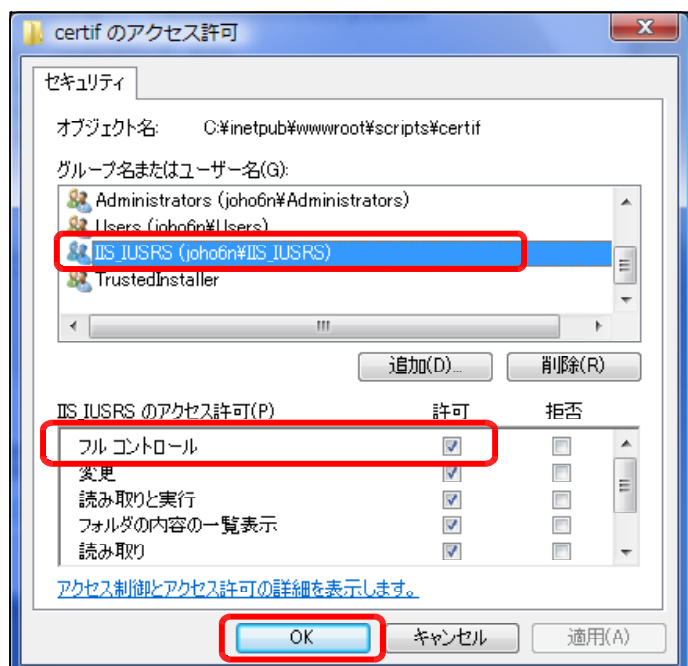 certif のアクセス許可
セキュリティ
オブジェクト名: C:¥inetpub¥wwwroot¥scripts¥certif
グループ名またはユーザー名(G):
Administrators (joho6n¥Administrators)
Users (joho6n¥Users)
IIS_IUSRS (joho6n¥IIS_IUSRS)
TrustedInstaller
追加(D)... 削除(R)
IIS_IUSRS のアクセス許可(P) 許可 拒否
フル コントロール
変更
読み取りと実行
フォルダの内容の一覧表示
読み取り
アクセス制御とアクセス許可の詳細を表示します。
OK キャンセル 適用(A)